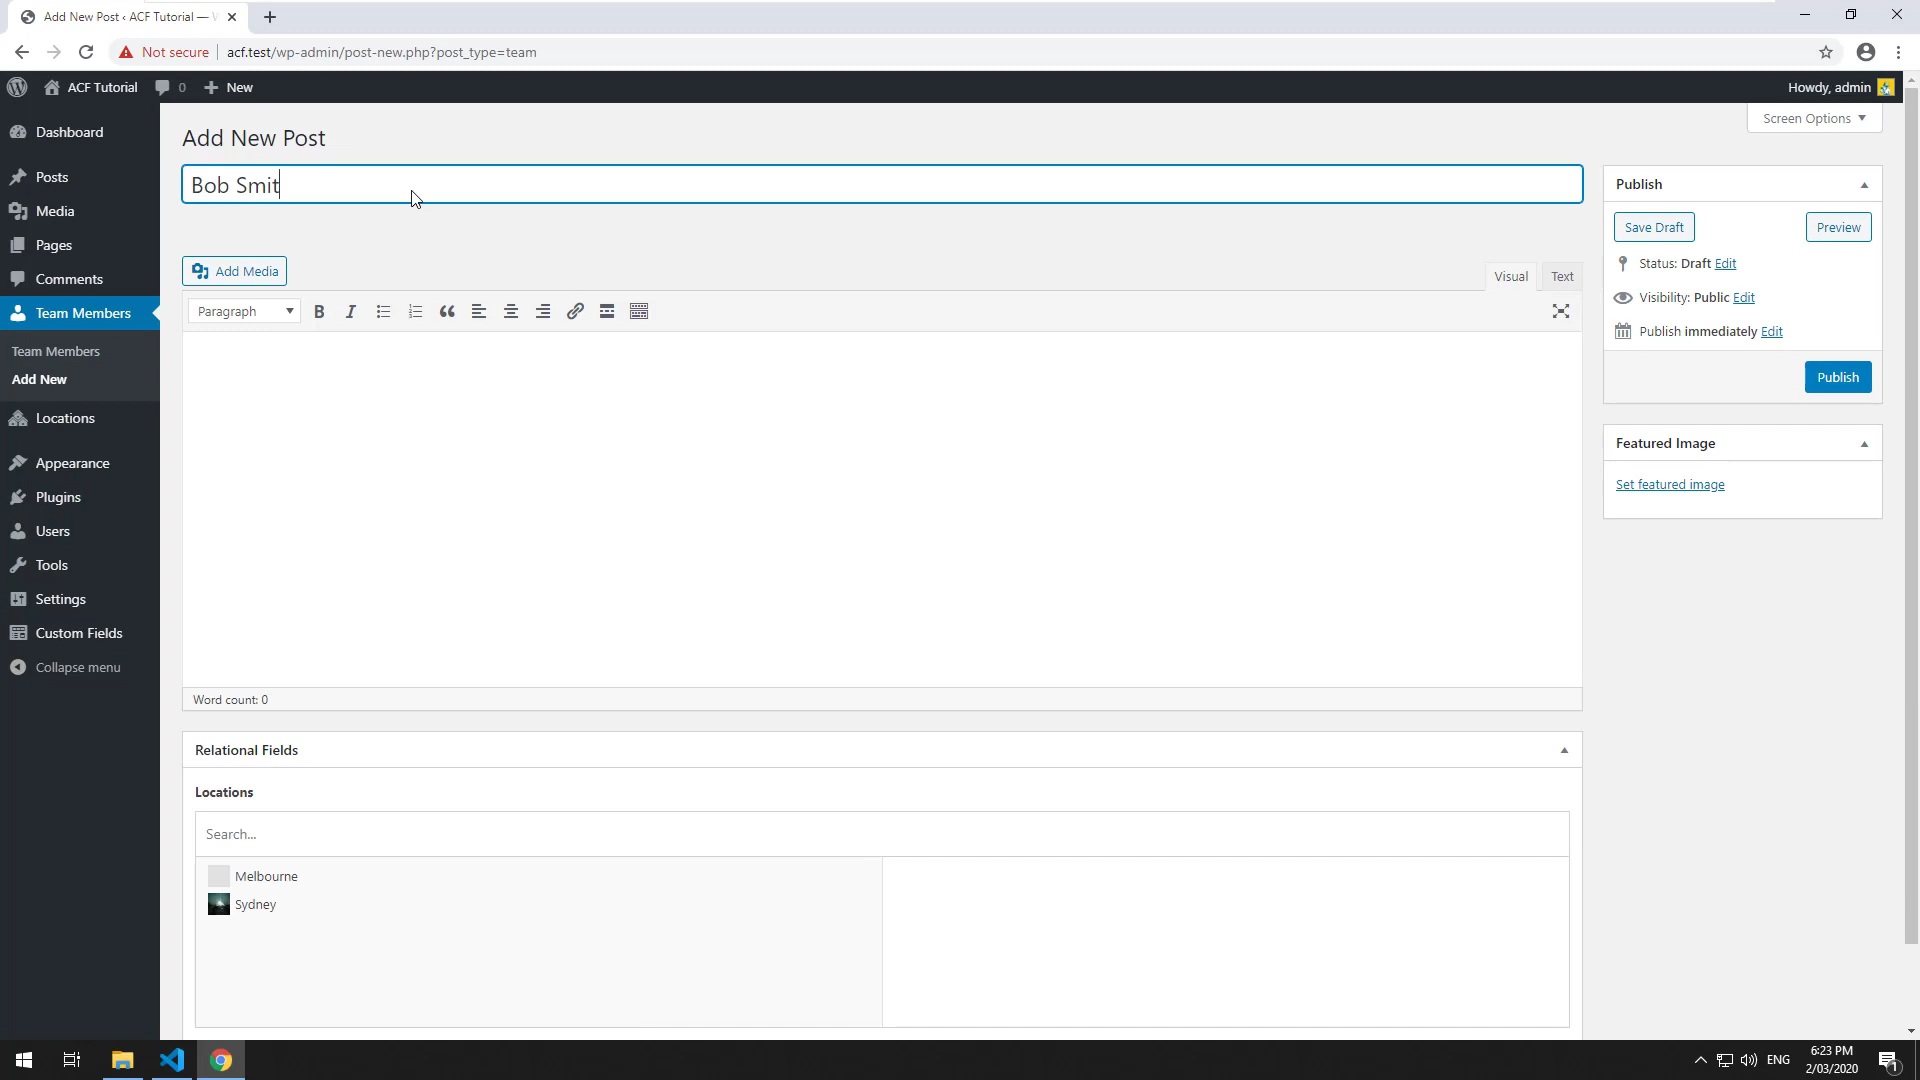 Add New Post ‹ ACF Tutorial —
Not secure
acf.test/wp-admin/post-new.php?post_type=team
ACF Tutorial
0
New
Howdy, admin
Screen Options
Dashboard
Posts
Media
Pages
Comments
Team Members
Team Members
Add New
Locations
Appearance
Plugins
Users
Tools
Settings
Custom Fields
Collapse menu
Add New Post
Bob Smit
Add Media
Visual
Text
Paragraph
B
I
Word count: 0
Relational Fields
Locations
Search...
Melbourne
Sydney
Publish
Save Draft
Preview
Status: Draft Edit
Visibility: Public Edit
Publish immediately Edit
Publish
Featured Image
Set featured image
ENG
6:23 PM
2/03/2020
1